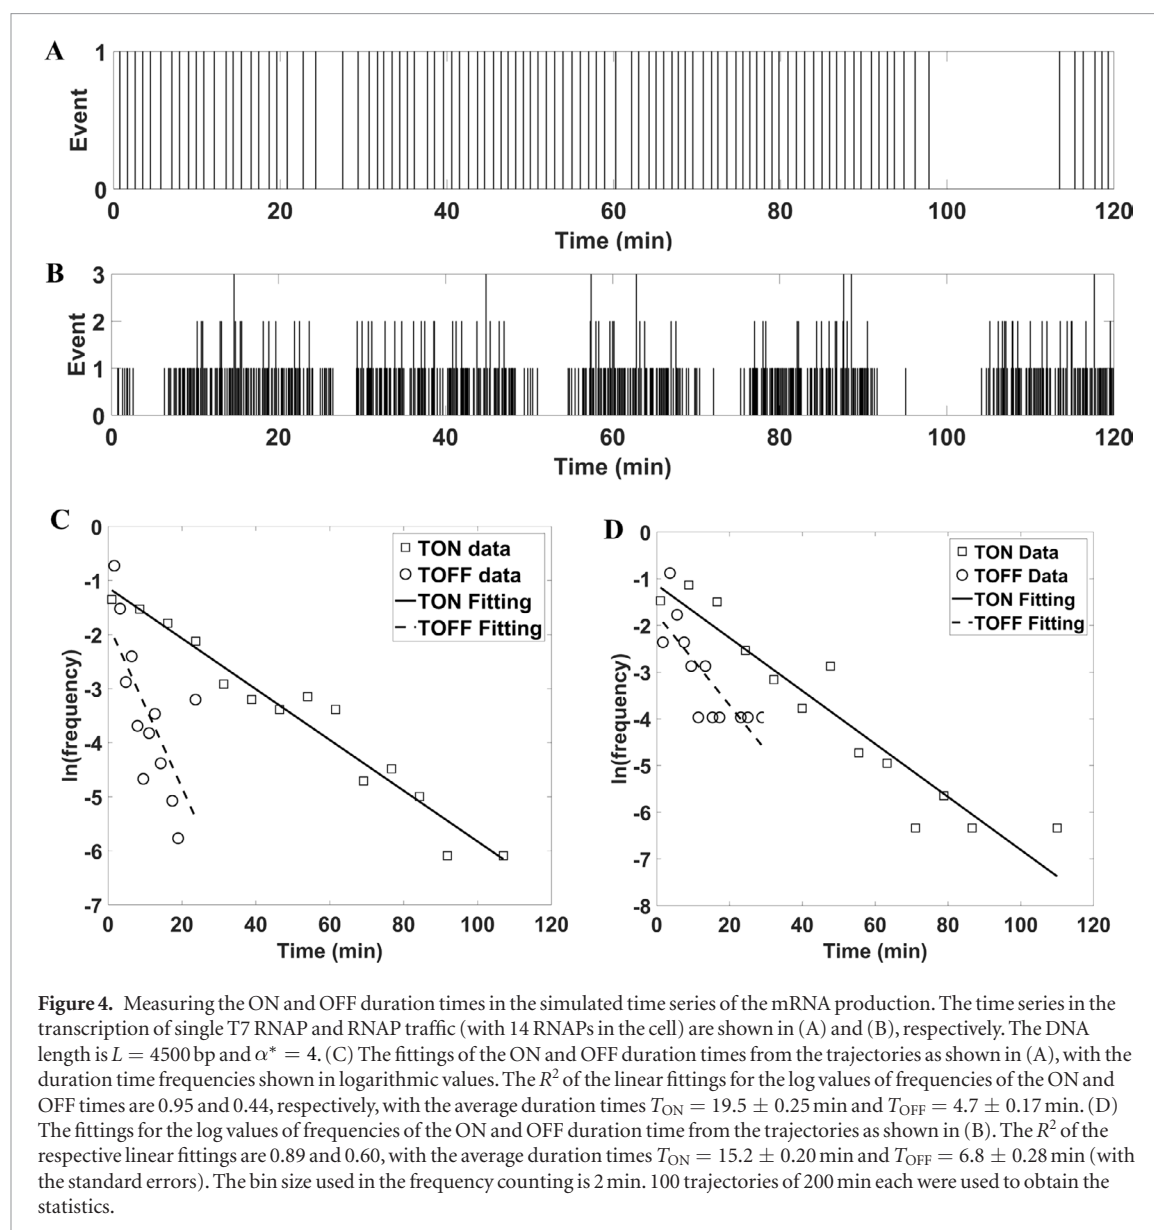 A
1
Event
0
0
20
40
60
80
100
120
Time (min)
B
3
2
1
0
Event
0
20
40
60
80
100
120
Time (min)
C
0
-1
-2
-3
-4
-5
-6
-7
ln(frequency)
TON data
TOFF data
TON Fitting
TOFF Fitting
0
20
40
60
80
100
120
Time (min)
D
0
-1
-2
-3
-4
-5
-6
-7
-8
ln(frequency)
TON Data
TOFF Data
TON Fitting
TOFF Fitting
0
20
40
60
80
100
120
Time (min)
Figure 4. Measuring the ON and OFF duration times in the simulated time series of the mRNA production. The time series in the
transcription of single T7 RNAP and RNAP traffic (with 14 RNAPs in the cell) are shown in (A) and (B), respectively. The DNA
length is L = 4500 bp and α* = 4. (C) The fittings of the ON and OFF duration times from the trajectories as shown in (A), with the
duration time frequencies shown in logarithmic values. The R² of the linear fittings for the log values of frequencies of the ON and
OFF times are 0.95 and 0.44, respectively, with the average duration times T_ON = 19.5 ± 0.25 min and T_OFF = 4.7 ± 0.17 min. (D)
The fittings for the log values of frequencies of the ON and OFF duration time from the trajectories as shown in (B). The R² of the
respective linear fittings are 0.89 and 0.60, with the average duration times T_ON = 15.2 ± 0.20 min and T_OFF = 6.8 ± 0.28 min (with
the standard errors). The bin size used in the frequency counting is 2 min. 100 trajectories of 200 min each were used to obtain the
statistics.